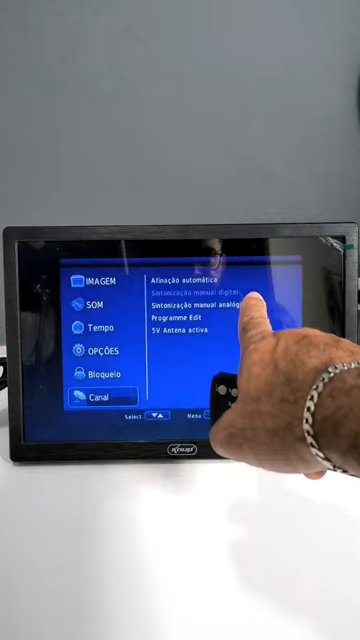 IMAGEM
SOM
Tempo
OPÇÕES
Bloqueio
Canal
Afinação automática
Sintonização manual digital
Sintonização manual
Programme Edit
5V Antena activa
Select
Menu
Knup